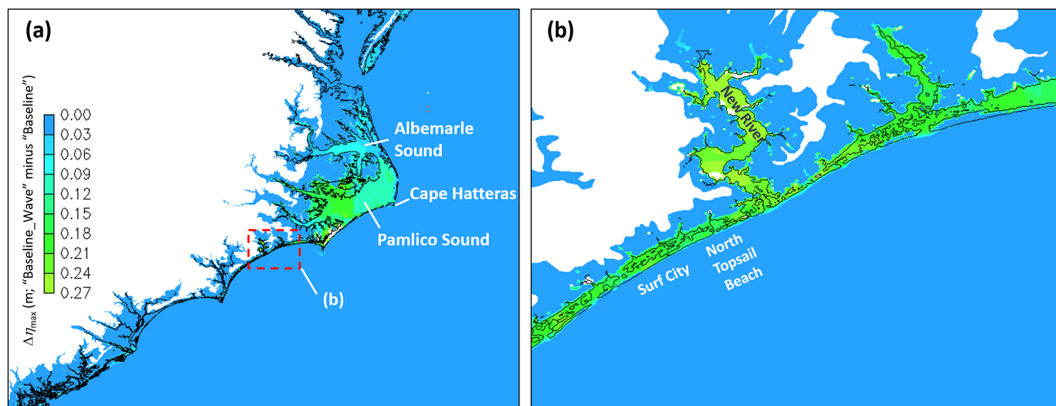 (a)
Δη_max (m; “Baseline_Wave” minus “Baseline”)
0.00
0.03
0.06
0.09
0.12
0.15
0.18
0.21
0.24
0.27
Albemarle
Sound
Cape Hatteras
Pamlico Sound
(b)
(b)
New River
North
Topsail
Beach
Surf City